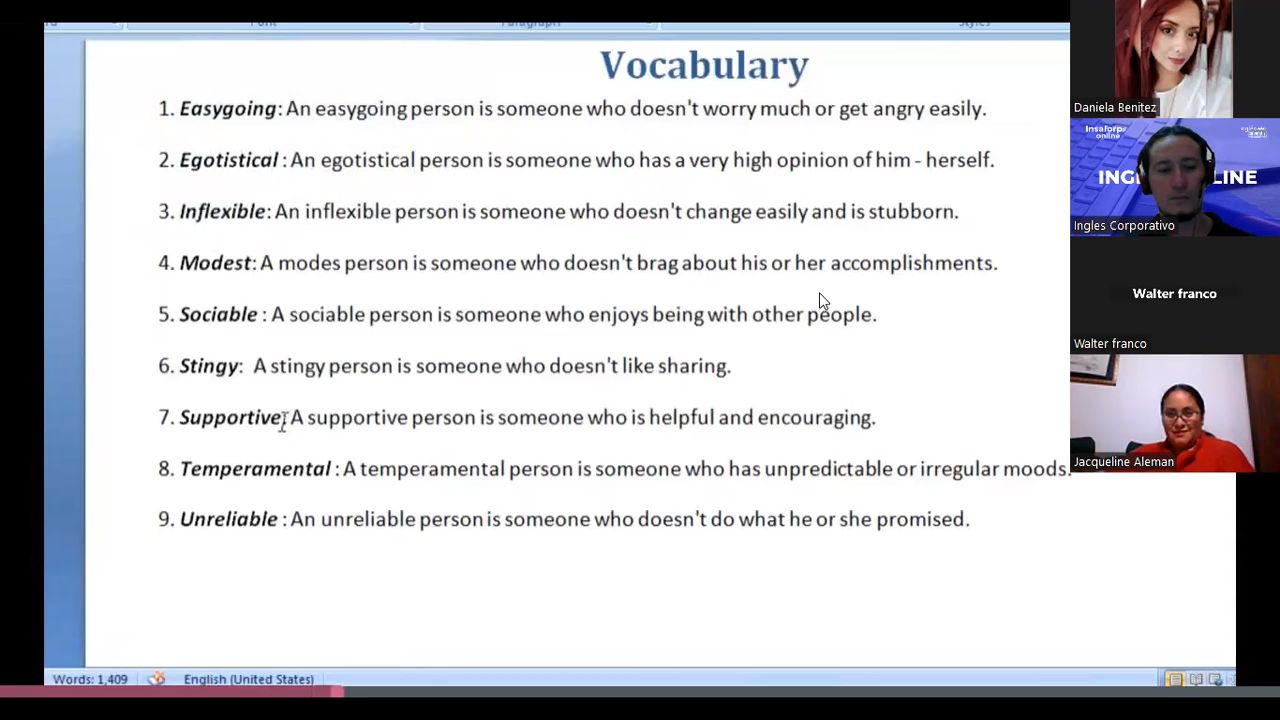 Vocabulary
1. Easygoing: An easygoing person is someone who doesn't worry much or get angry easily.
2. Egotistical : An egotistical person is someone who has a very high opinion of him - herself.
3. Inflexible: An inflexible person is someone who doesn't change easily and is stubborn.
4. Modest: A modes person is someone who doesn't brag about his or her accomplishments.
5. Sociable : A sociable person is someone who enjoys being with other people.
6. Stingy: A stingy person is someone who doesn't like sharing.
7. Supportive: A supportive person is someone who is helpful and encouraging.
8. Temperamental : A temperamental person is someone who has unpredictable or irregular moods.
9. Unreliable : An unreliable person is someone who doesn't do what he or she promised.
Words: 1,409 English (United States)
Daniela Benitez
Insaforp
online
Ingles Corporativo
Walter franco
Walter franco
Jacqueline Aleman